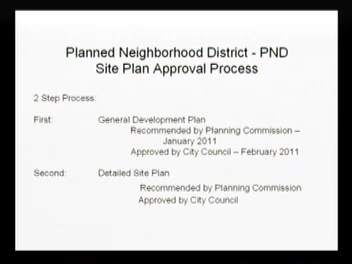 Planned Neighborhood District - PND
Site Plan Approval Process
2 Step Process:
First: General Development Plan
Recommended by Planning Commission –
January 2011
Approved by City Council – February 2011
Second: Detailed Site Plan
Recommended by Planning Commission
Approved by City Council